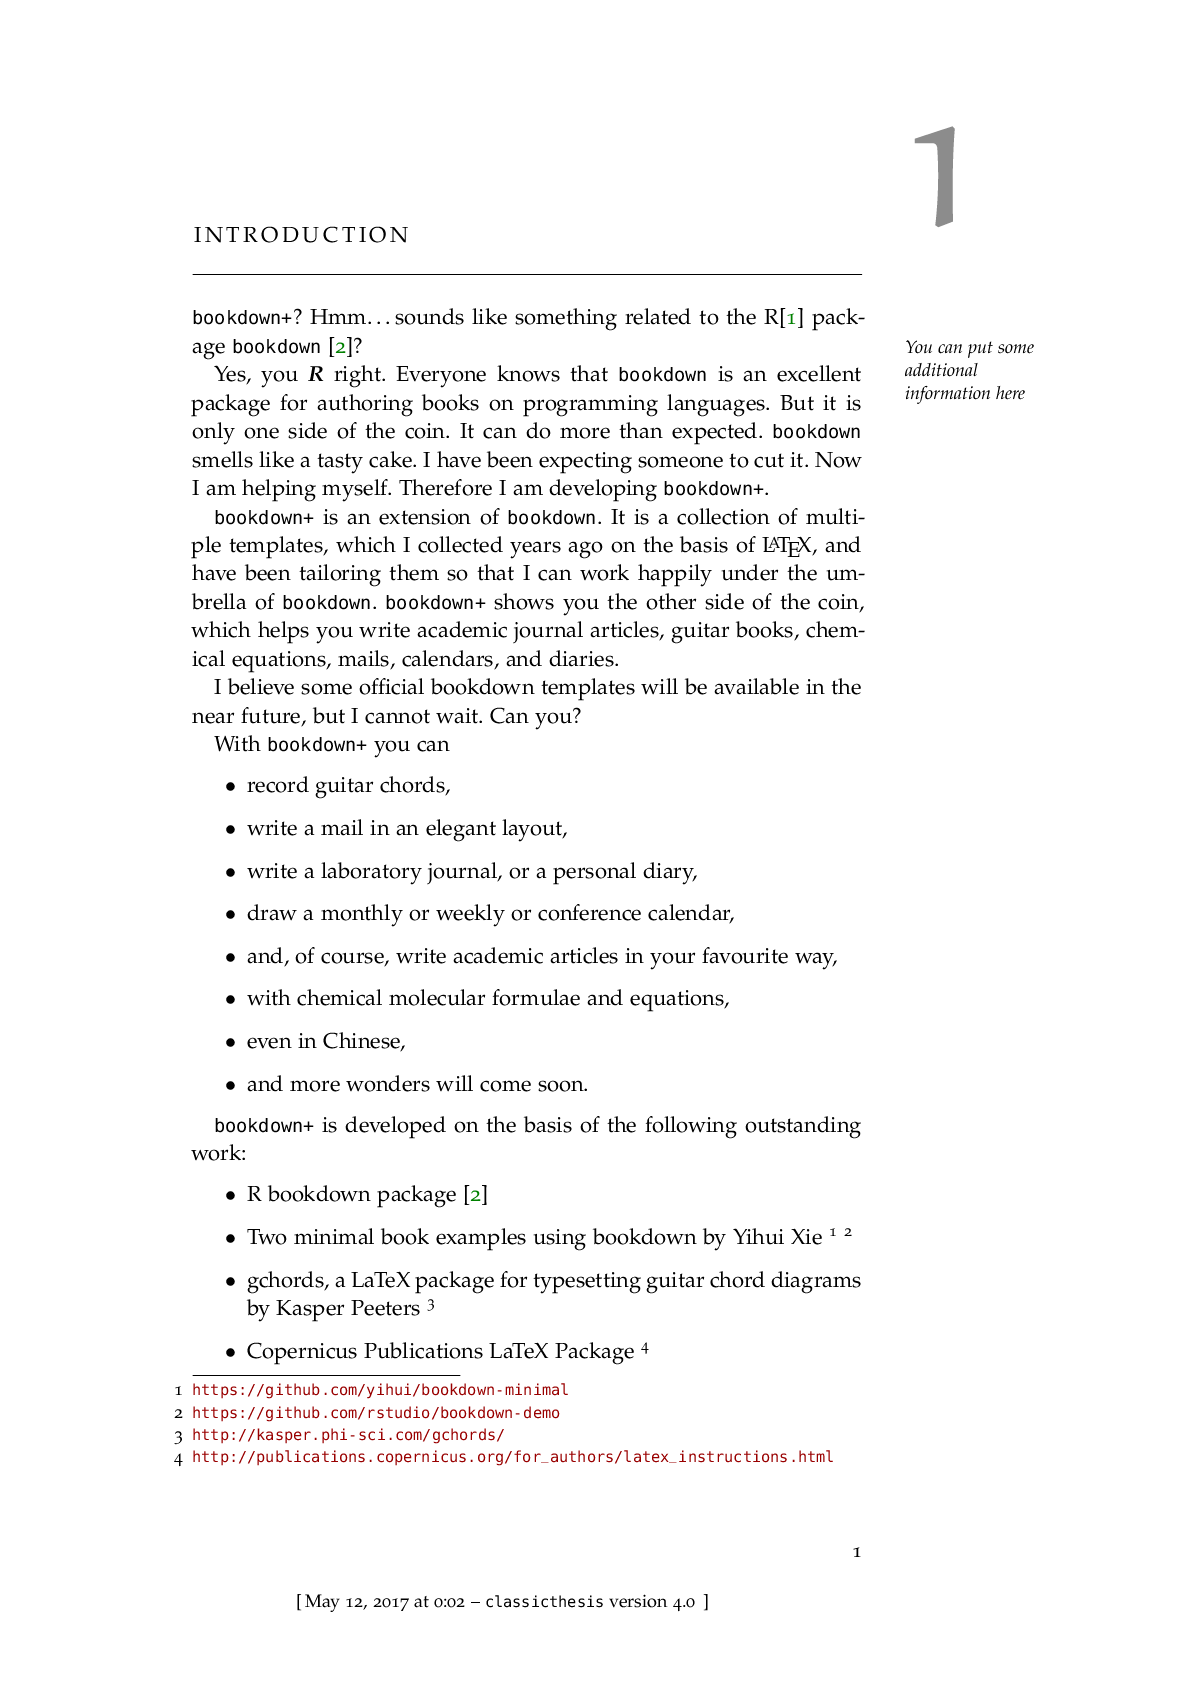 1
INTRODUCTION
bookdown+? Hmm... sounds like something related to the R[1] pack-
age bookdown [2]?
You can put some
additional
information here
Yes, you R right. Everyone knows that bookdown is an excellent
package for authoring books on programming languages. But it is
only one side of the coin. It can do more than expected. bookdown
smells like a tasty cake. I have been expecting someone to cut it. Now
I am helping myself. Therefore I am developing bookdown+.
bookdown+ is an extension of bookdown. It is a collection of multi-
ple templates, which I collected years ago on the basis of LATEX, and
have been tailoring them so that I can work happily under the um-
brella of bookdown. bookdown+ shows you the other side of the coin,
which helps you write academic journal articles, guitar books, chem-
ical equations, mails, calendars, and diaries.
I believe some official bookdown templates will be available in the
near future, but I cannot wait. Can you?
With bookdown+ you can
• record guitar chords,
• write a mail in an elegant layout,
• write a laboratory journal, or a personal diary,
• draw a monthly or weekly or conference calendar,
• and, of course, write academic articles in your favourite way,
• with chemical molecular formulae and equations,
• even in Chinese,
• and more wonders will come soon.
bookdown+ is developed on the basis of the following outstanding
work:
• R bookdown package [2]
• Two minimal book examples using bookdown by Yihui Xie 1 2
• gchords, a LaTeX package for typesetting guitar chord diagrams
by Kasper Peeters 3
• Copernicus Publications LaTeX Package 4
1 https://github.com/yihui/bookdown-minimal
2 https://github.com/rstudio/bookdown-demo
3 http://kasper.phi-sci.com/gchords/
4 http://publications.copernicus.org/for_authors/latex_instructions.html
1
[ May 12, 2017 at 0:02 – classicthesis version 4.0 ]